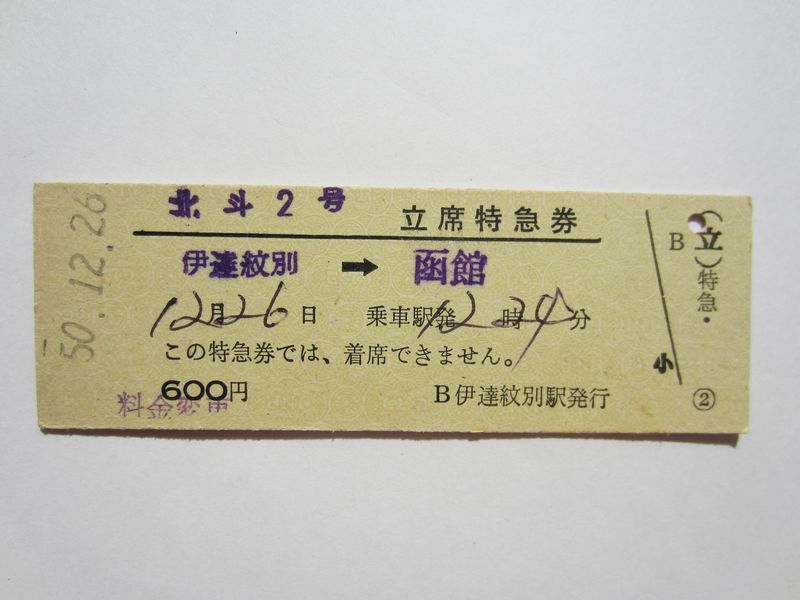 50.12.26
北斗2号
立席特急券
伊達紋別 ➡ 函館
12月26日 乗車駅発12時24分
この特急券では、着席できません。
600円
料金変更
B伊達紋別駅発行
B
小
(立)特急・
②